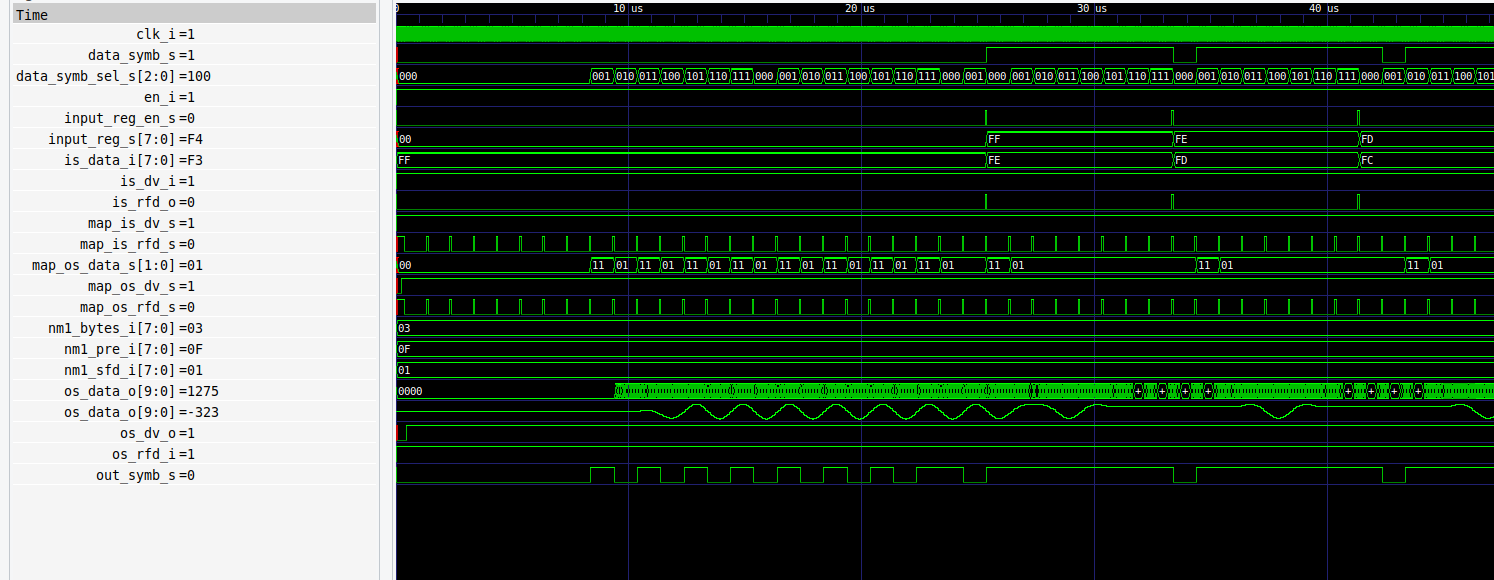 Time 0 10 us 20 us 30 us 40 us
clk_i=1
data_symb_s=1
data_symb_sel_s[2:0]=100 000 001 010 011 100 101 110 111 000 001 010 011 100 101 110 111 000 001 000 001 010 011 100 101 110 111 000 001 010 011 100 101 110 111 000 001 010 011 100 101
en_i=1
input_reg_en_s=0
input_reg_s[7:0]=F4 00 FF FE FD
is_data_i[7:0]=F3 FF FE FD FC
is_dv_i=1
is_rfd_o=0
map_is_dv_s=1
map_is_rfd_s=0
map_os_data_s[1:0]=01 00 11 01 11 01 11 01 11 01 11 01 11 01 11 01 11 01 11 01 11 01 11 01
map_os_dv_s=1
map_os_rfd_s=0
nm1_bytes_i[7:0]=03 03
nm1_pre_i[7:0]=0F 0F
nm1_sfd_i[7:0]=01 01
os_data_o[9:0]=1275 0000 + + + + + + + +
os_data_o[9:0]=-323
os_dv_o=1
os_rfd_i=1
out_symb_s=0